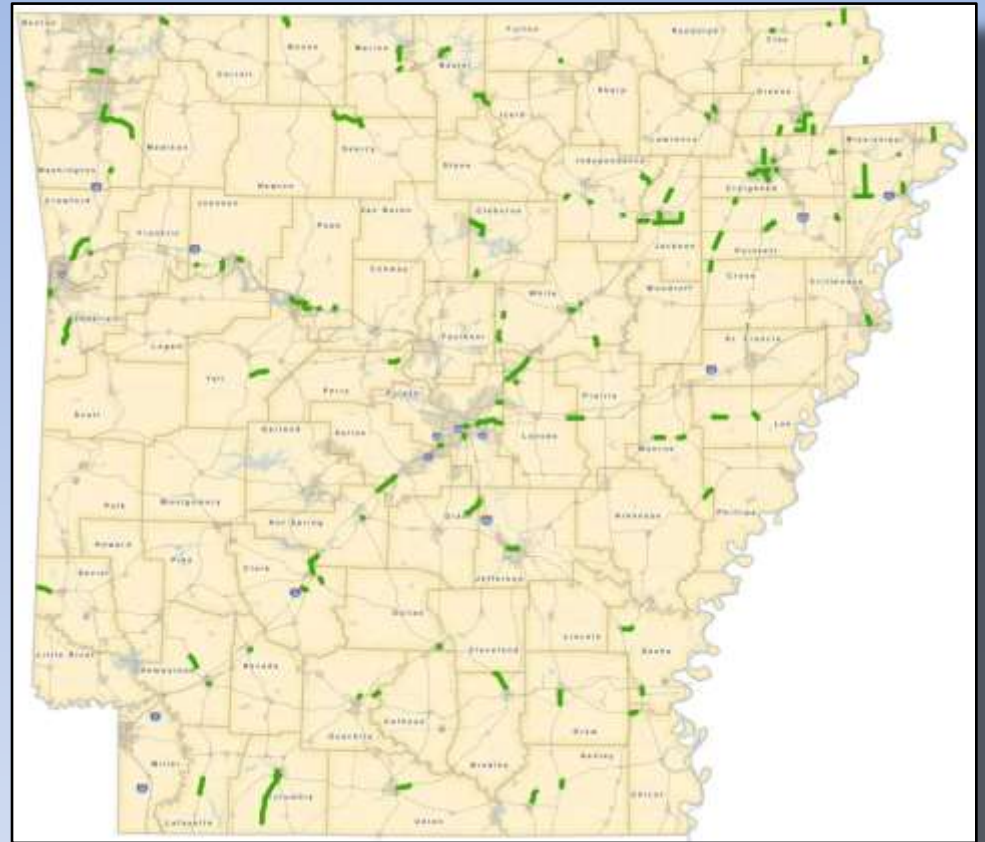 Benton
Boone
Marion
Fulton
Randolph
Clay
Baxter
Carroll
Sharp
Greene
Izard
Lawrence
Mississippi
Madison
Searcy
Independence
Washington
Stone
Newton
Craighead
Crawford
Johnson
Van Buren
Cleburne
Franklin
Pope
Jackson
Poinsett
Conway
Cross
White
Woodruff
Crittenden
Sebastian
Faulkner
St. Francis
Logan
Yell
Perry
Pulaski
Prairie
Scott
Garland
Saline
Lonoke
Lee
Monroe
Polk
Montgomery
Hot Spring
Grant
Arkansas
Phillips
Howard
Pike
Clark
Sevier
Jefferson
Dallas
Lincoln
Cleveland
Desha
Little River
Hempstead
Nevada
Calhoun
Drew
Ouachita
Ashley
Bradley
Miller
Columbia
Chicot
Lafayette
Union